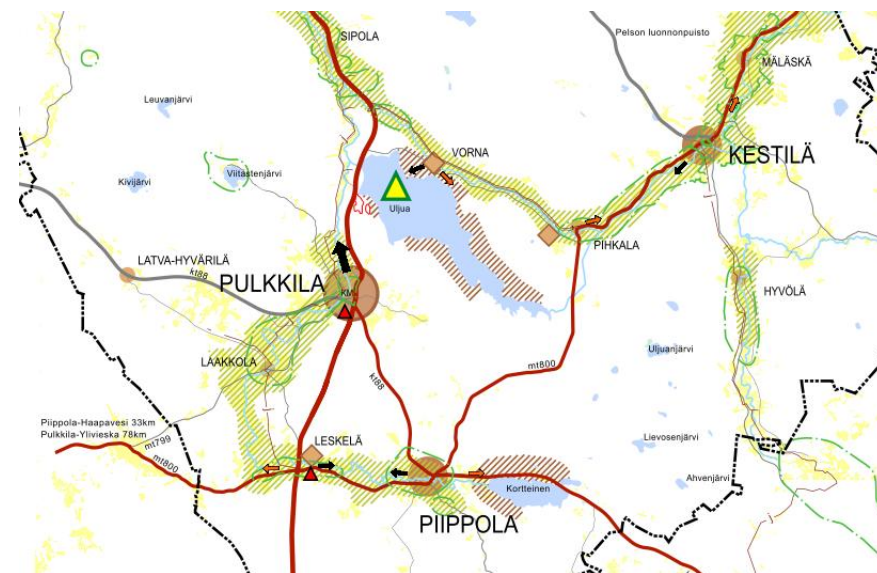 SIPOLA
Pelson luonnonpuisto
MÄLÄSKÄ
Leuvanjärvi
VORNA
KESTILÄ
Kivijärvi
Viitastenjärvi
Uljua
PIHKALA
LATVA-HYVÄRILÄ
kt88
PULKKILA
KM
HYVÖLÄ
Uljuanjärvi
LAAKKOLA
mt800
kt88
Piippola-Haapavesi 33km
Pulkkila-Ylivieska 78km
mt799
mt800
LESKELÄ
Lievosenjärvi
Ahvenjärvi
Kortteinen
PIIPPOLA